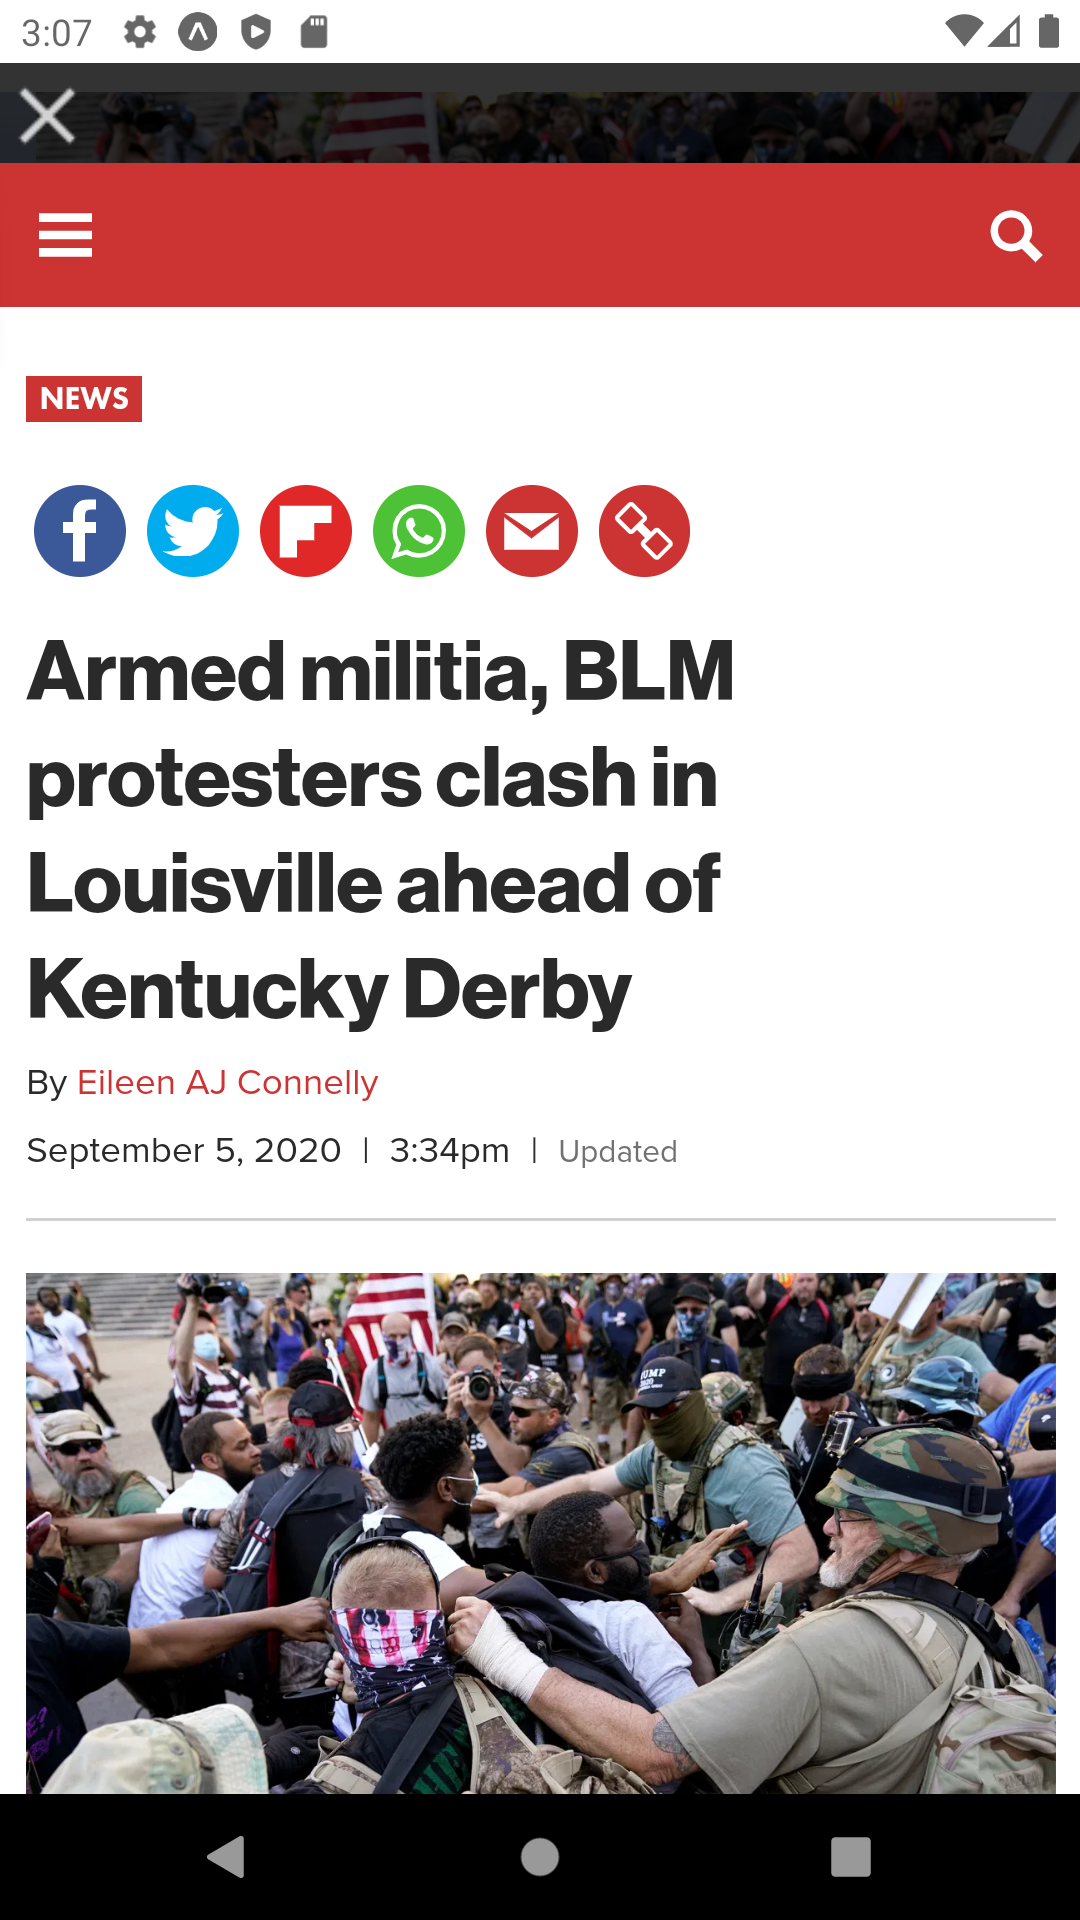 3:07
NEWS
Armed militia, BLM
protesters clash in
Louisville ahead of
Kentucky Derby
By Eileen AJ Connelly
September 5, 2020 | 3:34pm | Updated